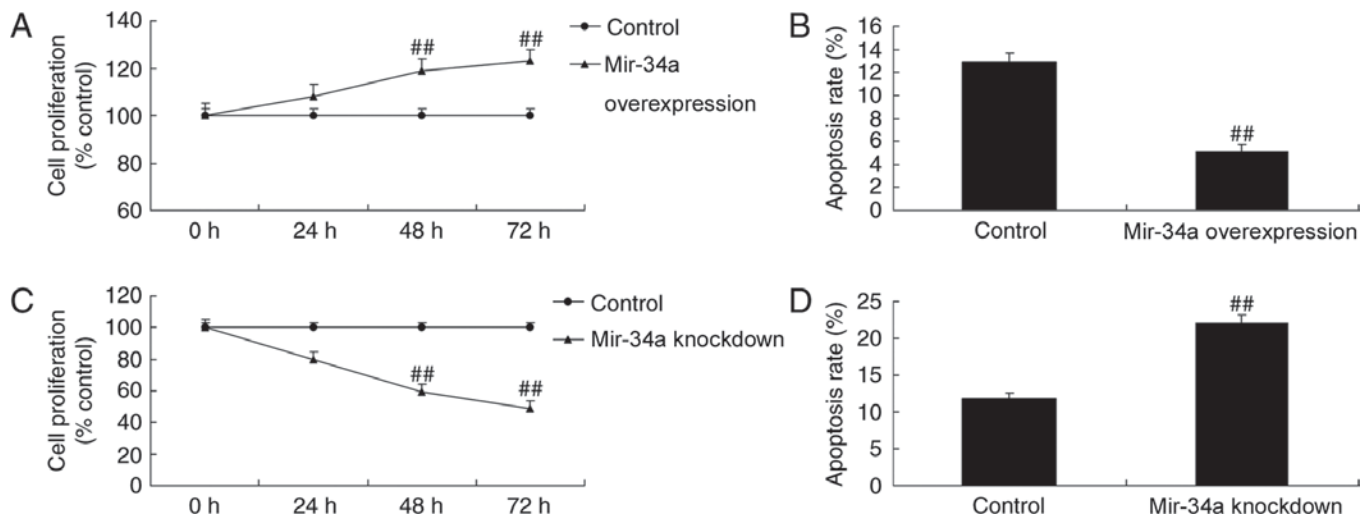 A
Cell proliferation
(% control)
140
120
100
80
60
0 h
24 h
48 h
72 h
##
##
Control
Mir-34a
overexpression
B
Apoptosis rate (%)
16
14
12
10
8
6
4
2
0
##
Control
Mir-34a overexpression
C
Cell proliferation
(% control)
120
100
80
60
40
20
0
0 h
24 h
48 h
72 h
##
##
Control
Mir-34a knockdown
D
Apoptosis rate (%)
25
20
15
10
5
0
##
Control
Mir-34a knockdown